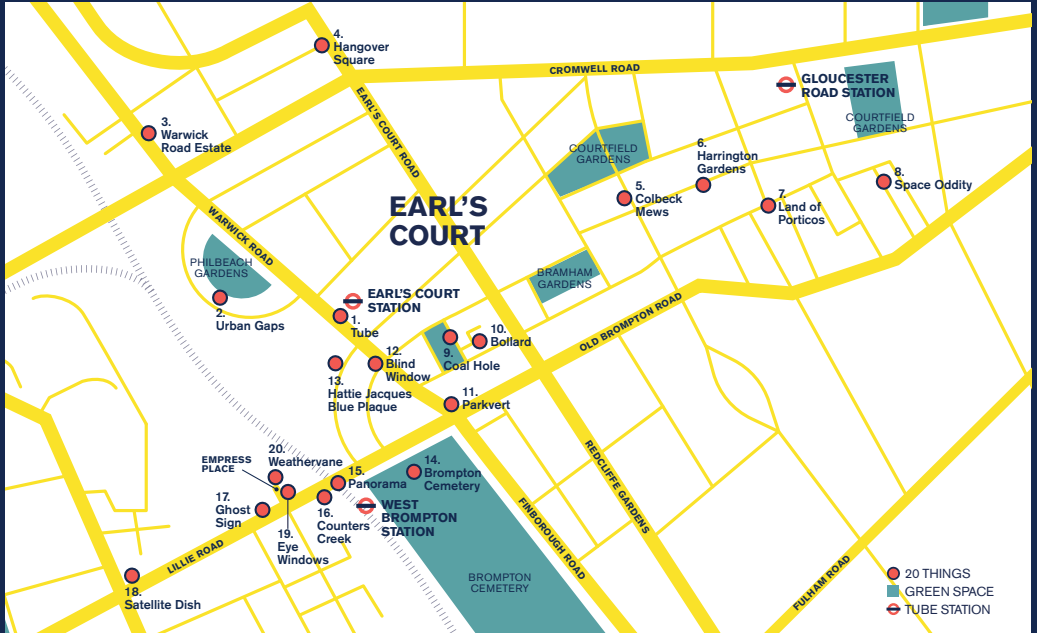 4.
Hangover
Square
CROMWELL ROAD
GLOUCESTER
ROAD STATION
EARL'S COURT ROAD
3.
Warwick
Road Estate
COURTFIELD
GARDENS
COURTFIELD
GARDENS
6.
Harrington
Gardens
8.
Space Oddity
5.
Colbeck
Mews
7.
Land of
Porticos
EARL'S
COURT
WARWICK ROAD
PHILBEACH
GARDENS
BRAMHAM
GARDENS
EARL'S COURT
STATION
2.
Urban Gaps
1.
Tube
OLD BROMPTON ROAD
10.
Bollard
12.
Blind
Window
9.
Coal Hole
13.
Hattie Jacques
Blue Plaque
11.
Parkvert
20.
Weathervane
EMPRESS
PLACE
15.
Panorama
14.
Brompton
Cemetery
REDCLIFFE GARDENS
17.
Ghost
Sign
16.
Counters
Creek
WEST
BROMPTON
STATION
FINBOROUGH ROAD
19.
Eye
Windows
LILLIE ROAD
18.
Satellite Dish
BROMPTON
CEMETERY
FULHAM ROAD
20 THINGS
GREEN SPACE
TUBE STATION